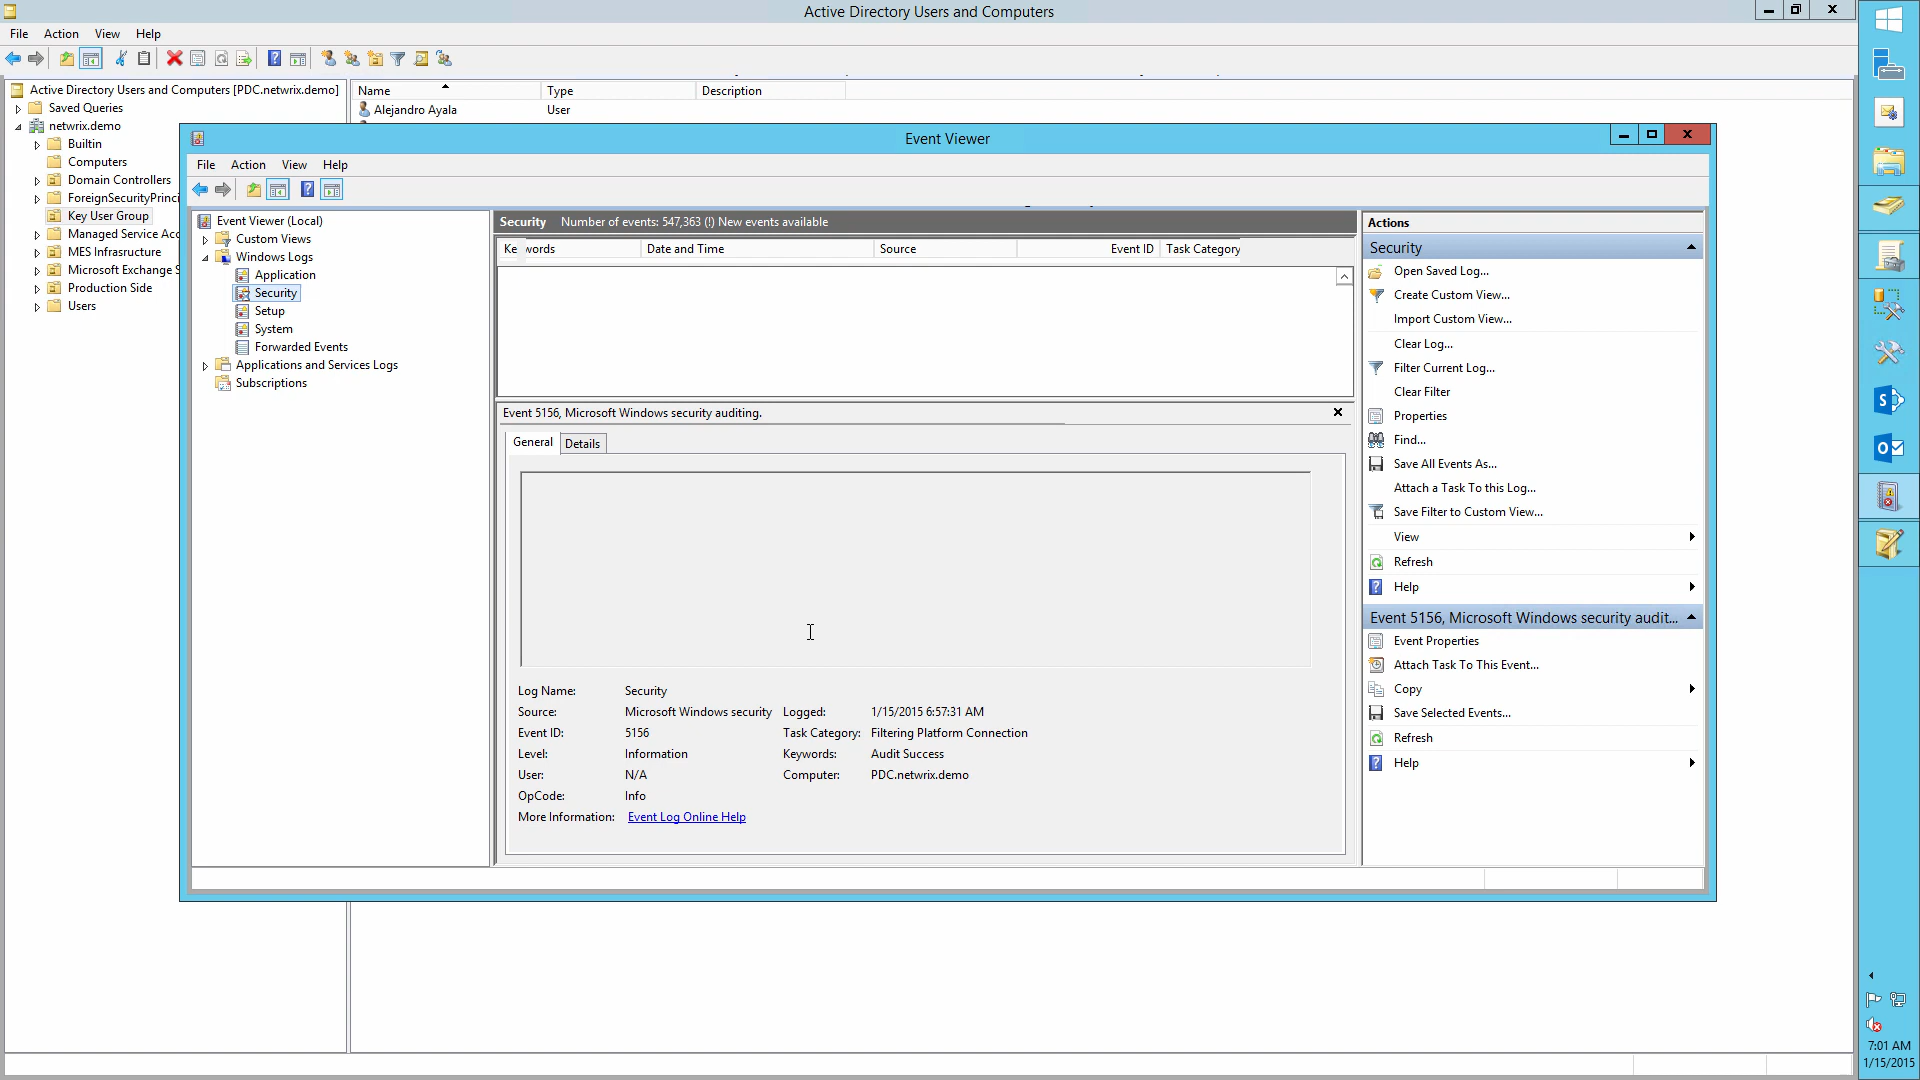 Active Directory Users and Computers
File Action View Help
Active Directory Users and Computers [PDC.netwrix.demo]
Saved Queries
netwrix.demo
Builtin
Computers
Domain Controllers
ForeignSecurityPrinci
Key User Group
Managed Service Acc
MES Infrasructure
Microsoft Exchange S
Production Side
Users
Name Type Description
Alejandro Ayala User
Event Viewer
File Action View Help
Event Viewer (Local)
Custom Views
Windows Logs
Application
Security
Setup
System
Forwarded Events
Applications and Services Logs
Subscriptions
Security Number of events: 547,363 (!) New events available
Keywords Date and Time Source Event ID Task Category
Event 5156, Microsoft Windows security auditing.
General Details
Log Name: Security
Source: Microsoft Windows security Logged: 1/15/2015 6:57:31 AM
Event ID: 5156 Task Category: Filtering Platform Connection
Level: Information Keywords: Audit Success
User: N/A Computer: PDC.netwrix.demo
OpCode: Info
More Information: Event Log Online Help
Actions
Security
Open Saved Log...
Create Custom View...
Import Custom View...
Clear Log...
Filter Current Log...
Clear Filter
Properties
Find...
Save All Events As...
Attach a Task To this Log...
Save Filter to Custom View...
View
Refresh
Help
Event 5156, Microsoft Windows security audit...
Event Properties
Attach Task To This Event...
Copy
Save Selected Events...
Refresh
Help
7:01 AM
1/15/2015